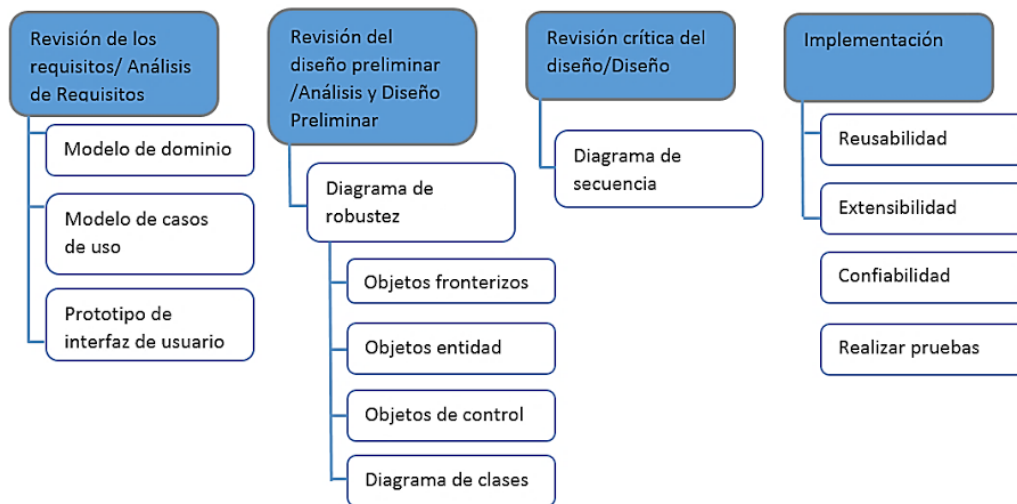 Revisión de los
requisitos/ Análisis
de Requisitos
Modelo de dominio
Modelo de casos
de uso
Prototipo de
interfaz de usuario
Revisión del
diseño preliminar
/Análisis y Diseño
Preliminar
Diagrama de
robustez
Objetos fronterizos
Objetos entidad
Objetos de control
Diagrama de clases
Revisión crítica del
diseño/Diseño
Diagrama de
secuencia
Implementación
Reusabilidad
Extensibilidad
Confiabilidad
Realizar pruebas